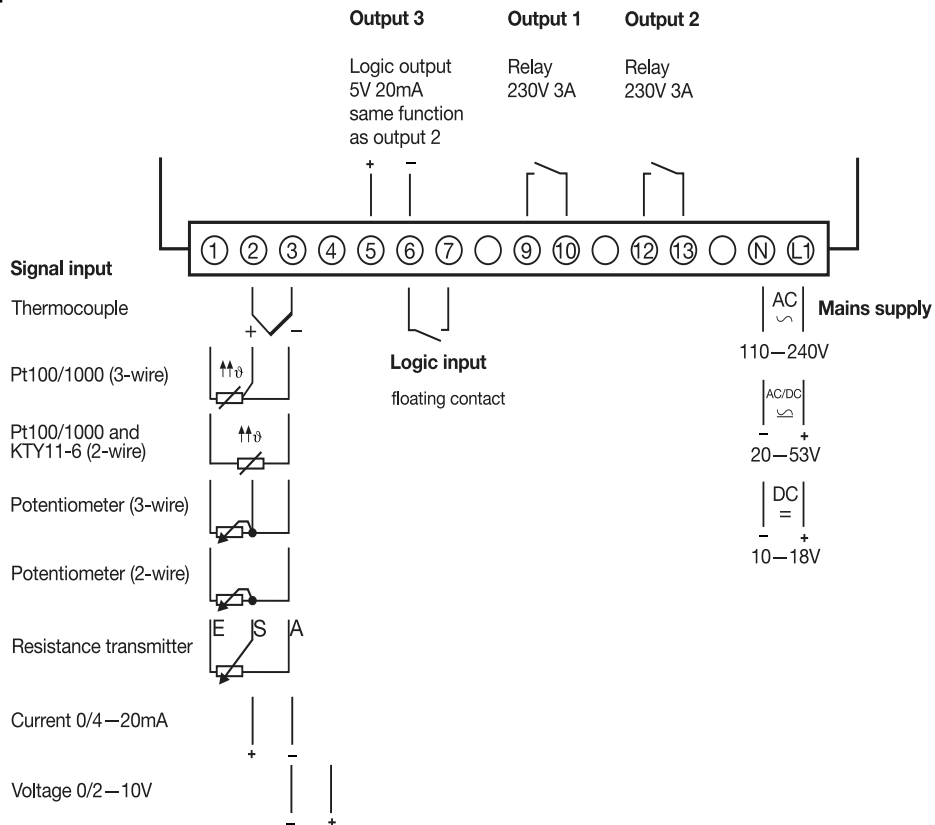 Output 3
Output 1
Output 2
Logic output
5V 20mA
same function
as output 2
Relay
230V 3A
Relay
230V 3A
+ −
1 2 3 4 5 6 7 9 10 12 13 N L1
Signal input
Thermocouple
+ −
Logic input
floating contact
AC
Mains supply
110—240V
Pt100/1000 (3-wire)
ϑ
AC/DC
− +
20—53V
Pt100/1000 and
KTY11-6 (2-wire)
ϑ
DC
=
− +
10—18V
Potentiometer (3-wire)
Potentiometer (2-wire)
Resistance transmitter
E S A
Current 0/4—20mA
+ −
Voltage 0/2—10V
− +